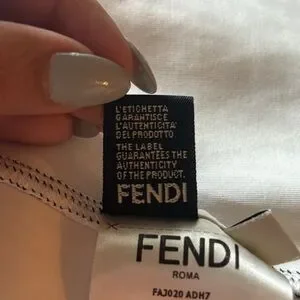 L'ETICHETTA
GARANTISCE
L'AUTENTICITA'
DEL PRODOTTO
THE LABEL
GUARANTEES THE
AUTHENTICITY
OF THE PRODUCT.
FENDI
FENDI
ROMA
FAJ020 ADH7